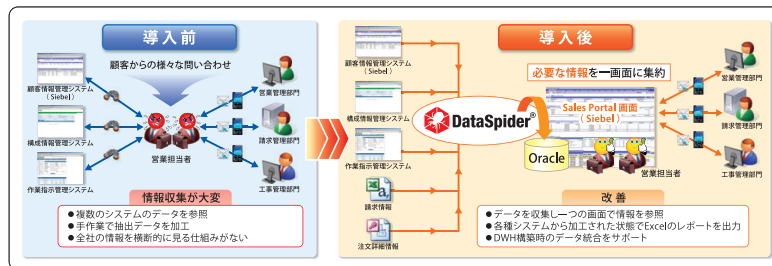 導入前
顧客からの様々な問い合わせ
顧客情報管理システム
(Siebel)
構成情報管理システム
作業指示管理システム
営業担当者
営業管理部門
請求管理部門
工事管理部門
情報収集が大変
●複数のシステムのデータを参照
●手作業で抽出データを加工
●全社の情報を横断的に見る仕組みがない
導入後
顧客情報管理システム
(Siebel)
構成情報管理システム
作業指示管理システム
請求情報
注文詳細情報
DataSpider®
Oracle
必要な情報を一画面に集約
Sales Portal 画面
(Siebel)
営業担当者
営業管理部門
請求管理部門
工事管理部門
改善
●データを収集し一つの画面で情報を参照
●各種システムから加工された状態でExcelのレポートを出力
●DWH構築時のデータ統合をサポート